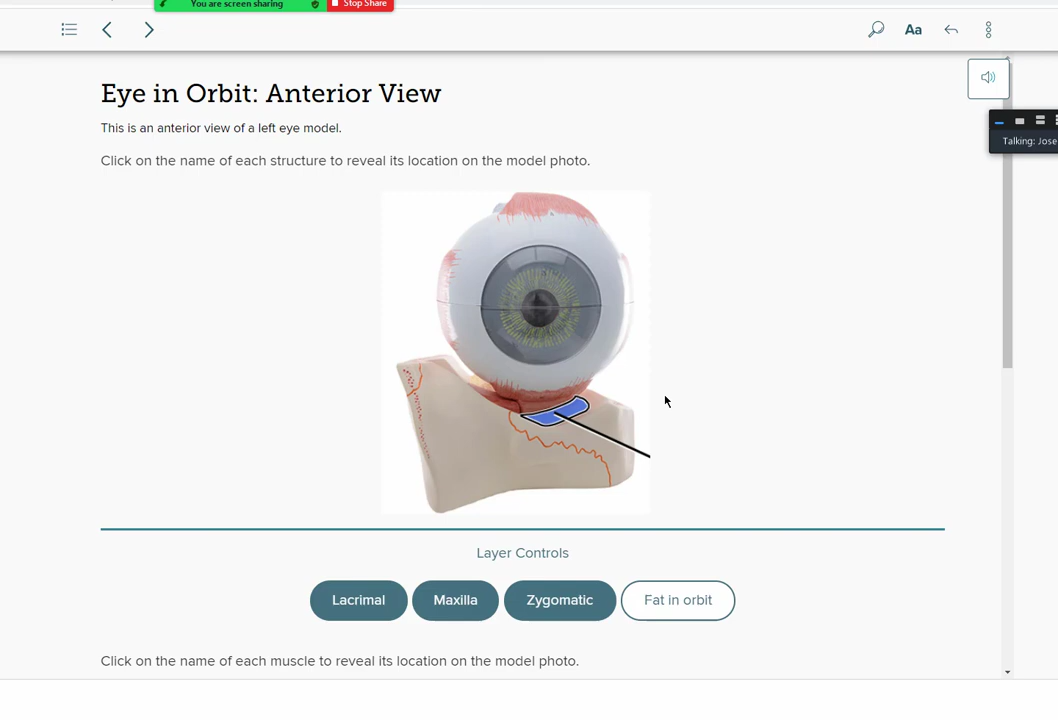 You are screen sharing
Stop Share
Aa
Eye in Orbit: Anterior View
This is an anterior view of a left eye model.
Talking: Jose
Click on the name of each structure to reveal its location on the model photo.
Layer Controls
Lacrimal
Maxilla
Zygomatic
Fat in orbit
Click on the name of each muscle to reveal its location on the model photo.